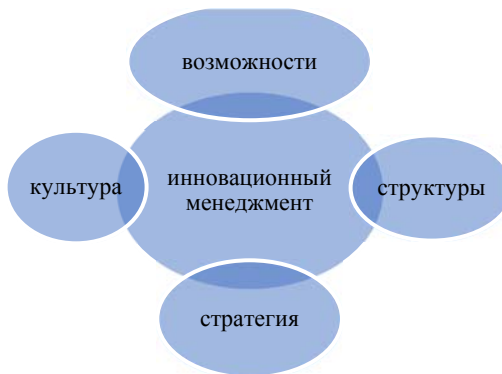 возможности
культура
инновационный
менеджмент
структуры
стратегия